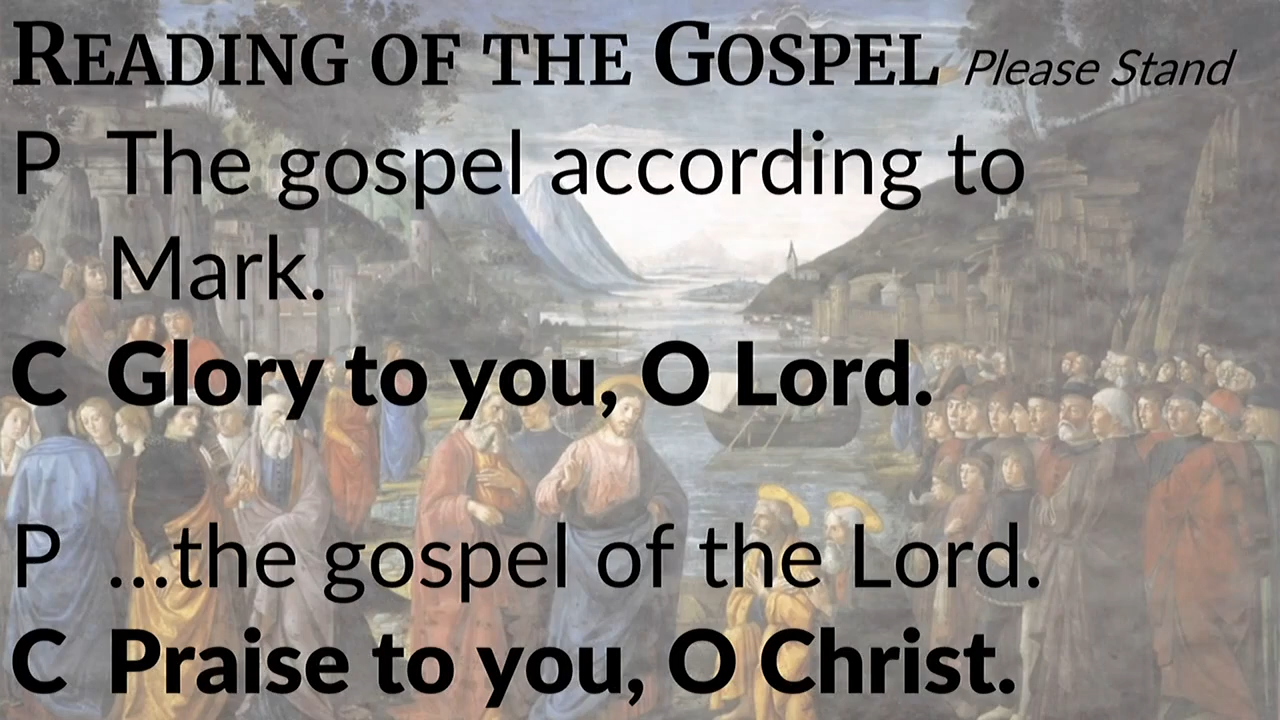 READING OF THE GOSPEL Please Stand
P The gospel according to
Mark.
C Glory to you, O Lord.
P ...the gospel of the Lord.
C Praise to you, O Christ.